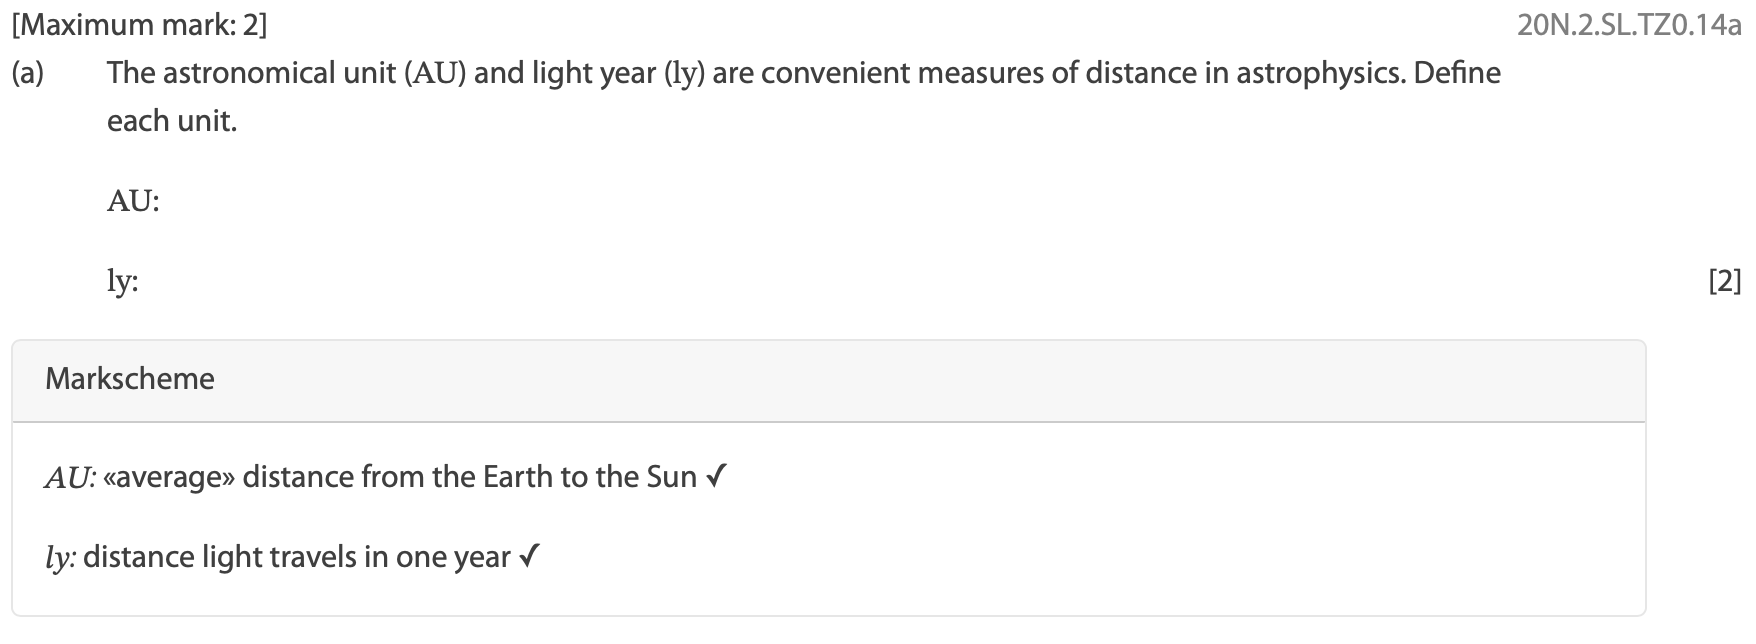 [Maximum mark: 2] 20N.2.SL.TZ0.14a
(a) The astronomical unit (AU) and light year (ly) are convenient measures of distance in astrophysics. Define
each unit.
AU:
ly: [2]
Markscheme
AU: «average» distance from the Earth to the Sun ✓
ly: distance light travels in one year ✓